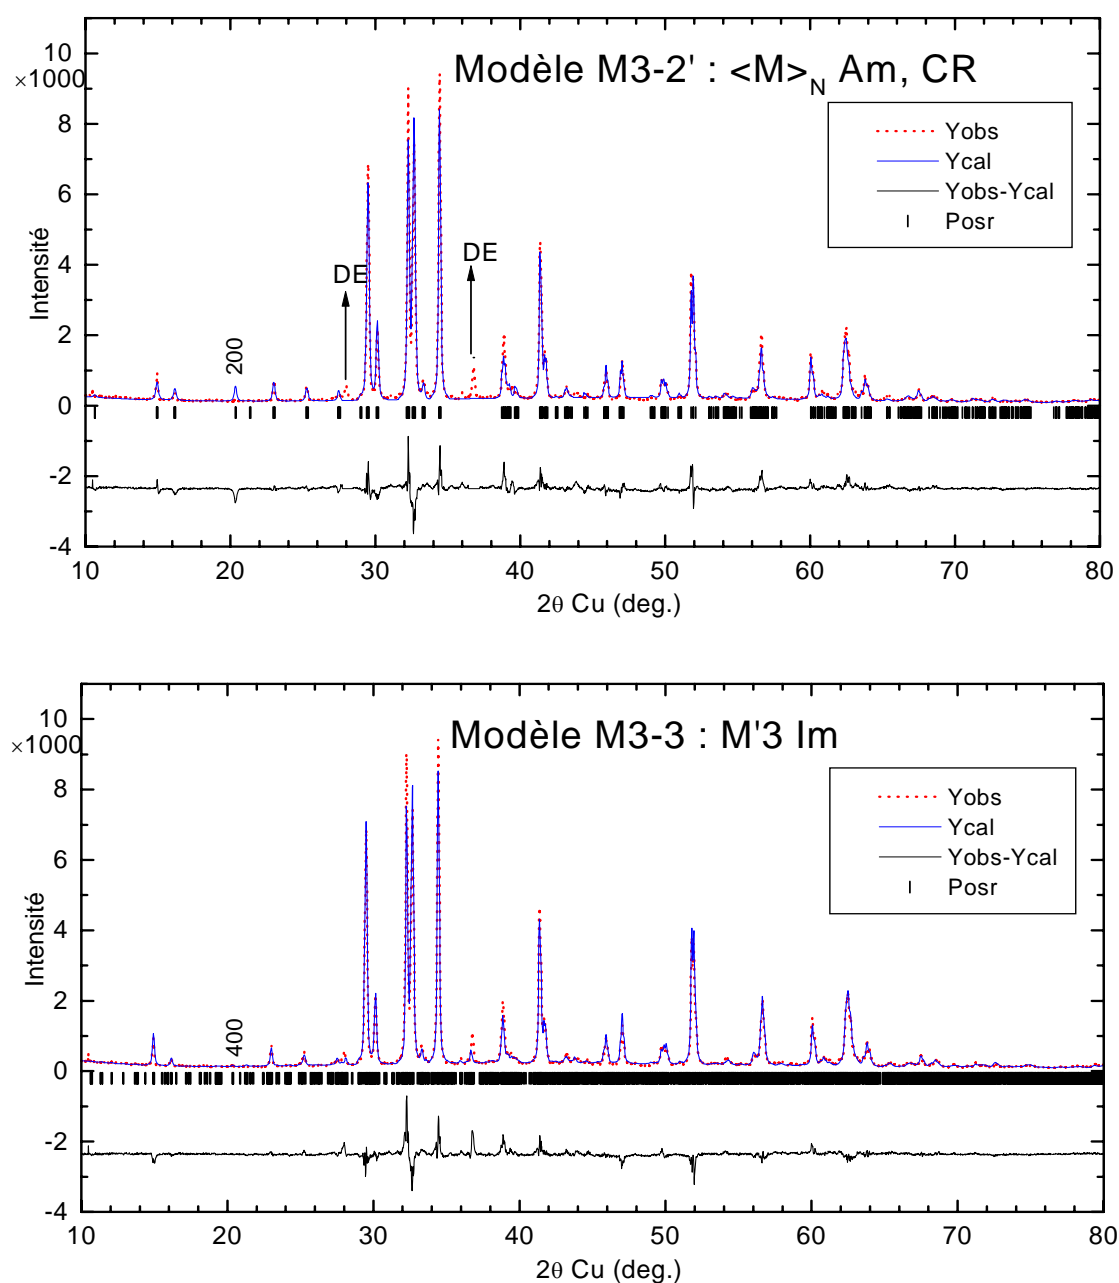 10
×1000
Modèle M3-2' : <M>N Am, CR
Yobs
Ycal
Yobs-Ycal
Posr
8
6
4
2
0
-2
-4
Intensité
DE
DE
200
10 20 30 40 50 60 70 80
2θ Cu (deg.)
10
×1000
Modèle M3-3 : M'3 Im
Yobs
Ycal
Yobs-Ycal
Posr
8
6
4
2
0
-2
-4
Intensité
400
10 20 30 40 50 60 70 80
2θ Cu (deg.)